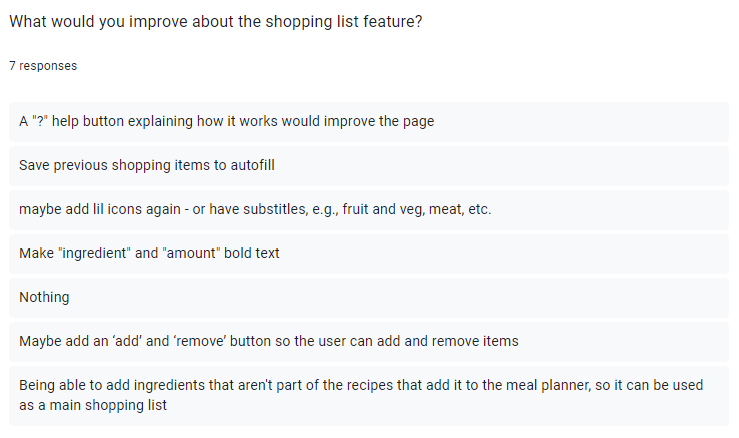 What would you improve about the shopping list feature?
7 responses
A "?" help button explaining how it works would improve the page
Save previous shopping items to autofill
maybe add lil icons again - or have substitles, e.g., fruit and veg, meat, etc.
Make "ingredient" and "amount" bold text
Nothing
Maybe add an ‘add’ and ‘remove’ button so the user can add and remove items
Being able to add ingredients that aren't part of the recipes that add it to the meal planner, so it can be used
as a main shopping list